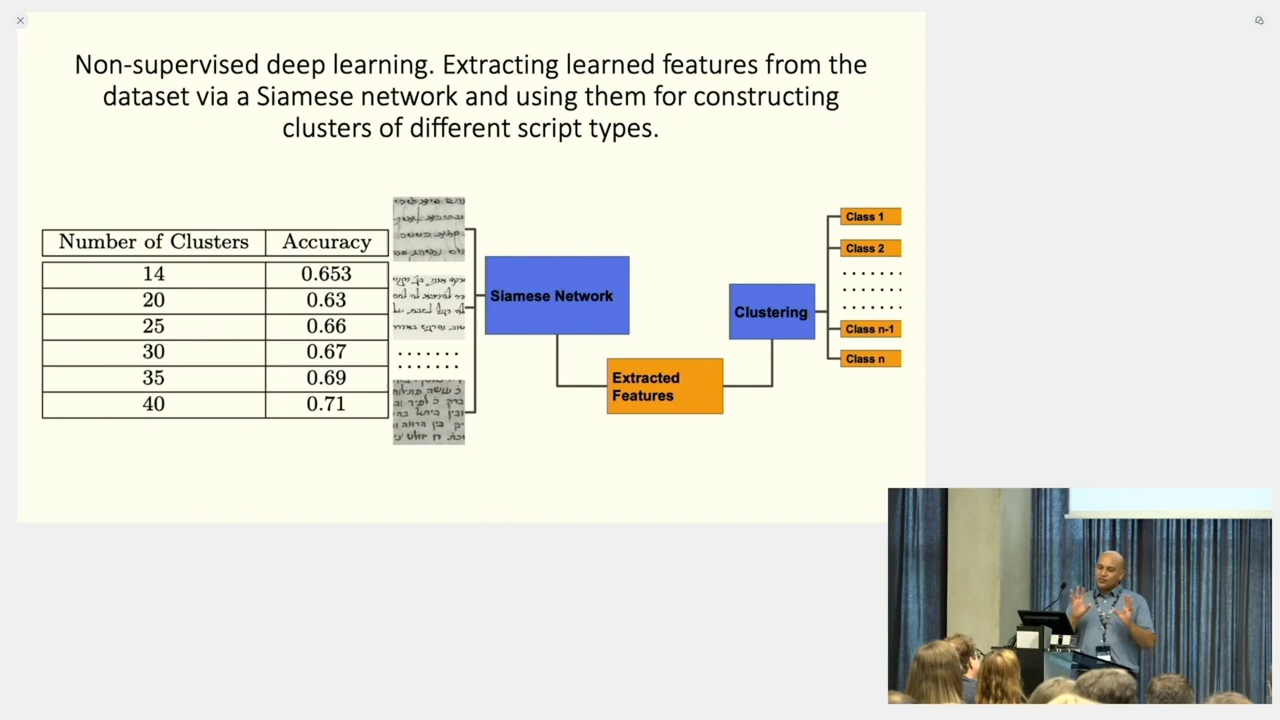 Non-supervised deep learning. Extracting learned features from the
dataset via a Siamese network and using them for constructing
clusters of different script types.
Number of Clusters Accuracy
14 0.653
20 0.63
25 0.66
30 0.67
35 0.69
40 0.71
Siamese Network
Extracted
Features
Clustering
Class 1
Class 2
Class n-1
Class n